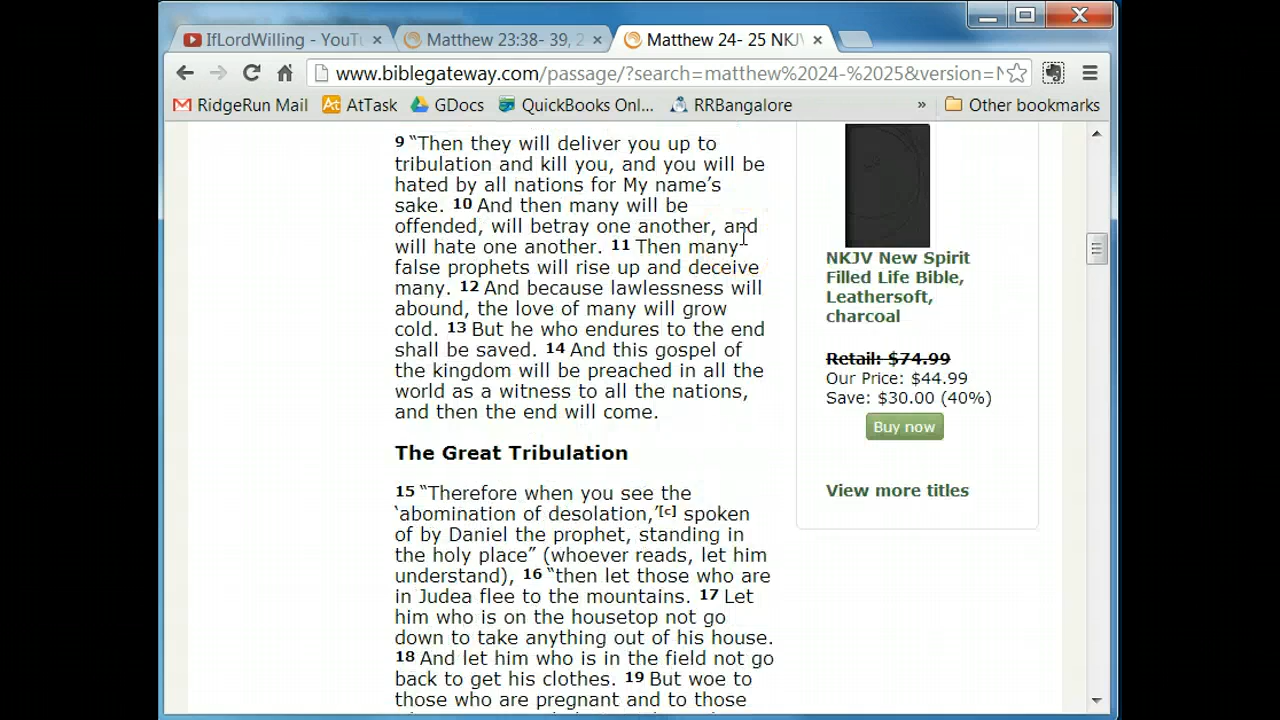 IfLordWilling - YouTu
Matthew 23:38- 39, 2
Matthew 24- 25 NKJV
www.biblegateway.com/passage/?search=matthew%2024-%2025&version=N
RidgeRun Mail
AtTask
GDocs
QuickBooks Onl...
RRBangalore
»
Other bookmarks
9 “Then they will deliver you up to
tribulation and kill you, and you will be
hated by all nations for My name’s
sake. 10 And then many will be
offended, will betray one another, and
will hate one another. 11 Then many
false prophets will rise up and deceive
many. 12 And because lawlessness will
abound, the love of many will grow
cold. 13 But he who endures to the end
shall be saved. 14 And this gospel of
the kingdom will be preached in all the
world as a witness to all the nations,
and then the end will come.
The Great Tribulation
15 “Therefore when you see the
‘abomination of desolation,’[c] spoken
of by Daniel the prophet, standing in
the holy place” (whoever reads, let him
understand), 16 “then let those who are
in Judea flee to the mountains. 17 Let
him who is on the housetop not go
down to take anything out of his house.
18 And let him who is in the field not go
back to get his clothes. 19 But woe to
those who are pregnant and to those
NKJV New Spirit
Filled Life Bible,
Leathersoft,
charcoal
Retail: $74.99
Our Price: $44.99
Save: $30.00 (40%)
Buy now
View more titles